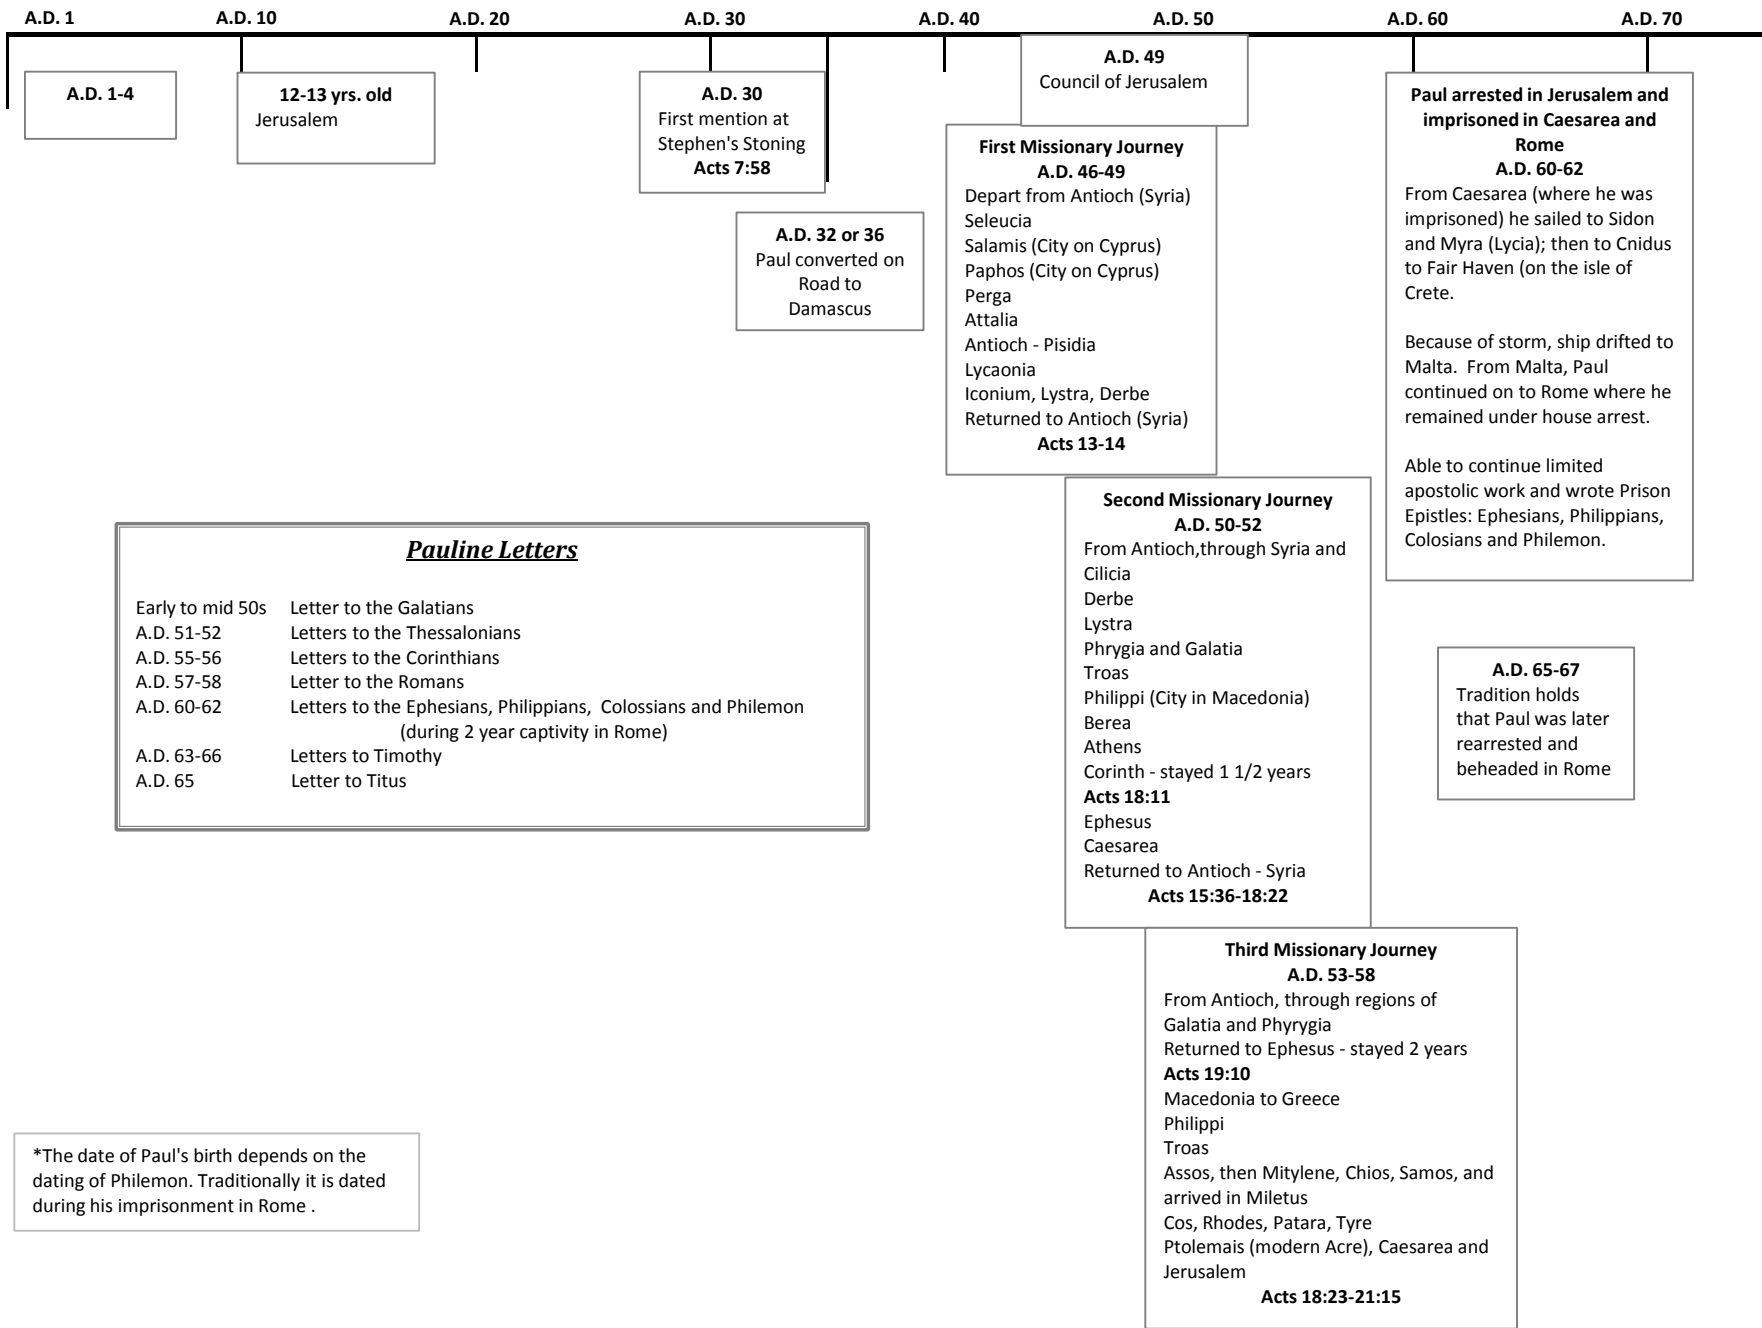 A.D. 1 A.D. 10 A.D. 20 A.D. 30 A.D. 40 A.D. 50 A.D. 60 A.D. 70
A.D. 1-4
12-13 yrs. old
Jerusalem
A.D. 30
First mention at
Stephen's Stoning
Acts 7:58
A.D. 32 or 36
Paul converted on
Road to
Damascus
A.D. 49
Council of Jerusalem
First Missionary Journey
A.D. 46-49
Depart from Antioch (Syria)
Seleucia
Salamis (City on Cyprus)
Paphos (City on Cyprus)
Perga
Attalia
Antioch - Pisidia
Lycaonia
Iconium, Lystra, Derbe
Returned to Antioch (Syria)
Acts 13-14
Second Missionary Journey
A.D. 50-52
From Antioch,through Syria and
Cilicia
Derbe
Lystra
Phrygia and Galatia
Troas
Philippi (City in Macedonia)
Berea
Athens
Corinth - stayed 1 1/2 years
Acts 18:11
Ephesus
Caesarea
Returned to Antioch - Syria
Acts 15:36-18:22
Third Missionary Journey
A.D. 53-58
From Antioch, through regions of
Galatia and Phyrygia
Returned to Ephesus - stayed 2 years
Acts 19:10
Macedonia to Greece
Philippi
Troas
Assos, then Mitylene, Chios, Samos, and
arrived in Miletus
Cos, Rhodes, Patara, Tyre
Ptolemais (modern Acre), Caesarea and
Jerusalem
Acts 18:23-21:15
Paul arrested in Jerusalem and
imprisoned in Caesarea and
Rome
A.D. 60-62
From Caesarea (where he was
imprisoned) he sailed to Sidon
and Myra (Lycia); then to Cnidus
to Fair Haven (on the isle of
Crete.
Because of storm, ship drifted to
Malta.  From Malta, Paul
continued on to Rome where he
remained under house arrest.
Able to continue limited
apostolic work and wrote Prison
Epistles: Ephesians, Philippians,
Colosians and Philemon.
A.D. 65-67
Tradition holds
that Paul was later
rearrested and
beheaded in Rome
Pauline Letters
Early to mid 50s Letter to the Galatians
A.D. 51-52 Letters to the Thessalonians
A.D. 55-56 Letters to the Corinthians
A.D. 57-58 Letter to the Romans
A.D. 60-62 Letters to the Ephesians, Philippians,  Colossians and Philemon
(during 2 year captivity in Rome)
A.D. 63-66 Letters to Timothy
A.D. 65 Letter to Titus
*The date of Paul's birth depends on the
dating of Philemon. Traditionally it is dated
during his imprisonment in Rome .